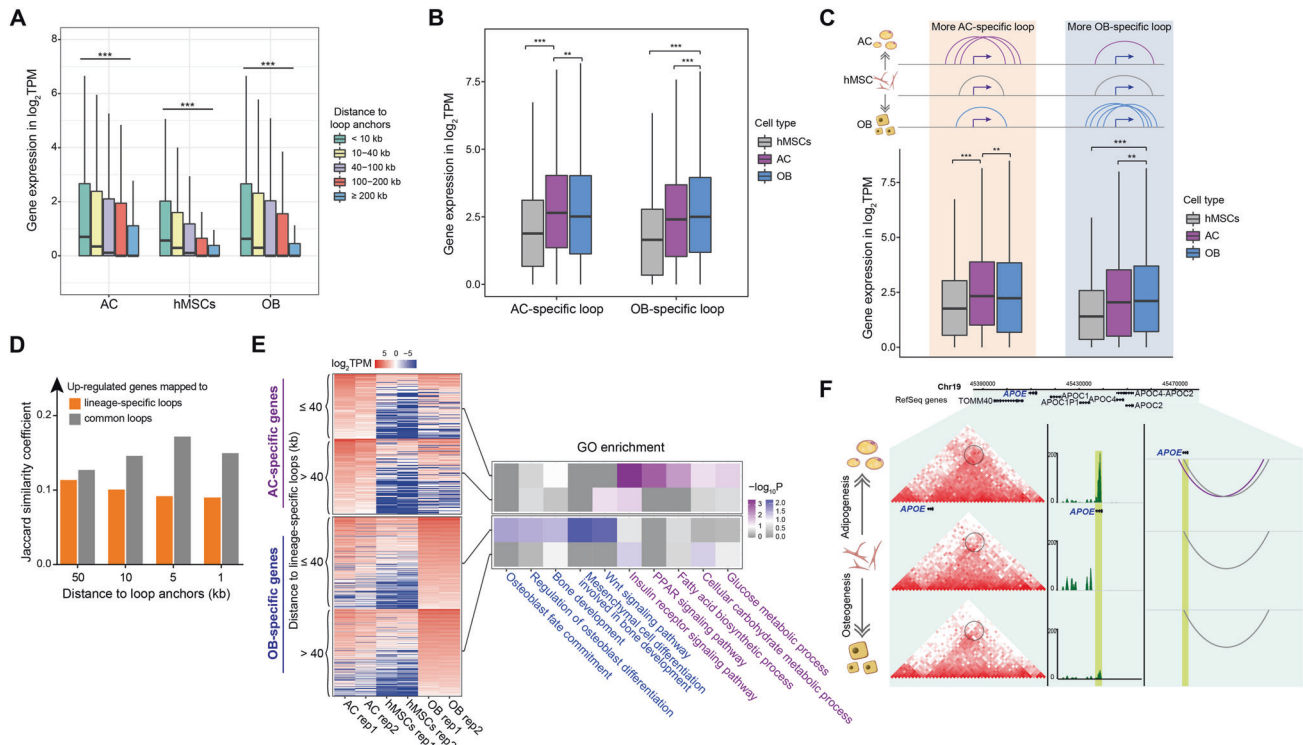 A
Gene expression in log2TPM
8
6
4
2
0
***
***
***
AC
hMSCs
OB
Distance to
loop anchors
< 10 kb
10–40 kb
40–100 kb
100–200 kb
≥ 200 kb
B
Gene expression in log2TPM
7.5
5.0
2.5
0.0
***
**
***
***
AC-specific loop
OB-specific loop
Cell type
hMSCs
AC
OB
C
More AC-specific loop
More OB-specific loop
AC
hMSC
OB
Gene expression in log2TPM
7.5
5.0
2.5
0.0
***
**
***
**
Cell type
hMSCs
AC
OB
D
Jaccard similarity coefficient
0.2
0.1
0.0
Up-regulated genes mapped to
lineage-specific loops
common loops
50
10
5
1
Distance to loop anchors (kb)
E
log2TPM
5 0 −5
AC-specific genes
OB-specific genes
Distance to lineage-specific loops (kb)
≤ 40
> 40
≤ 40
> 40
AC rep1
AC rep2
hMSCs rep1
hMSCs rep2
OB rep1
OB rep2
GO enrichment
−log10P
3
2
1
0
2.0
1.5
1.0
0.5
0
Osteoblast fate commitment
Regulation of osteoblast differentiation
Bone development
Mesenchymal cell differentiation
involved in bone development
Wnt signaling pathway
Insulin receptor signaling pathway
PPAR signaling pathway
Fatty acid biosynthetic process
Cellular carbohydrate metabolic process
Glucose metabolic process
F
Chr19
45390000
45430000
45470000
RefSeq genes
TOMM40
APOE
APOC1
APOC1P1
APOC4
APOC4-APOC2
APOC2
Adipogenesis
Osteogenesis
200
0
APOE
APOE
APOE
200
0
200
0